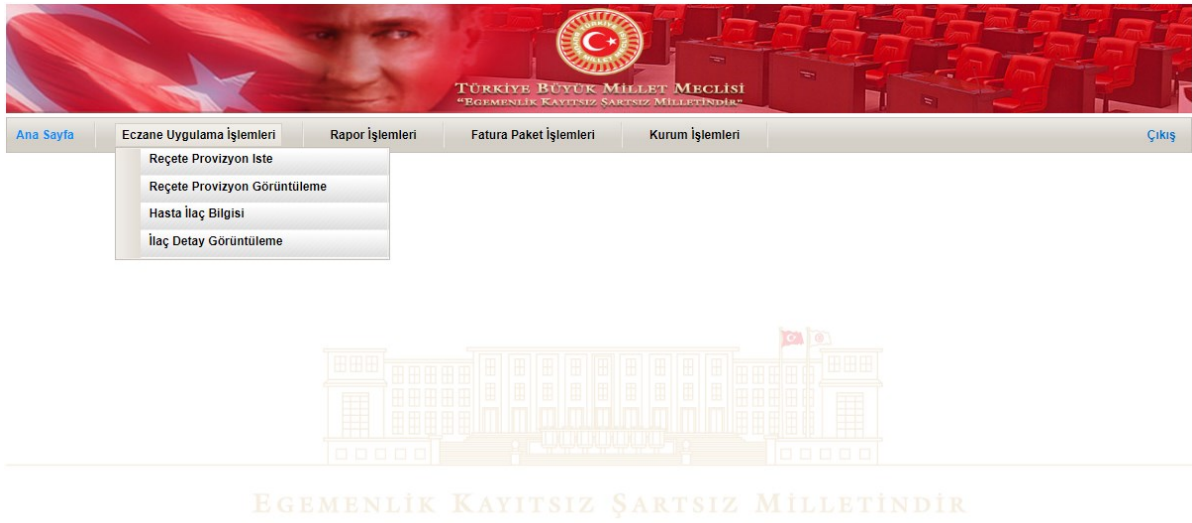 TÜRKİYE BÜYÜK MİLLET MECLİSİ
"EGEMENLİK KAYITSIZ ŞARTSIZ MİLLETİNDİR"
Ana Sayfa Eczane Uygulama İşlemleri Rapor İşlemleri Fatura Paket İşlemleri Kurum İşlemleri Çıkış
Reçete Provizyon Iste
Reçete Provizyon Görüntüleme
Hasta İlaç Bilgisi
İlaç Detay Görüntüleme
EGEMENLİK KAYITSIZ ŞARTSIZ MİLLETİNDİR